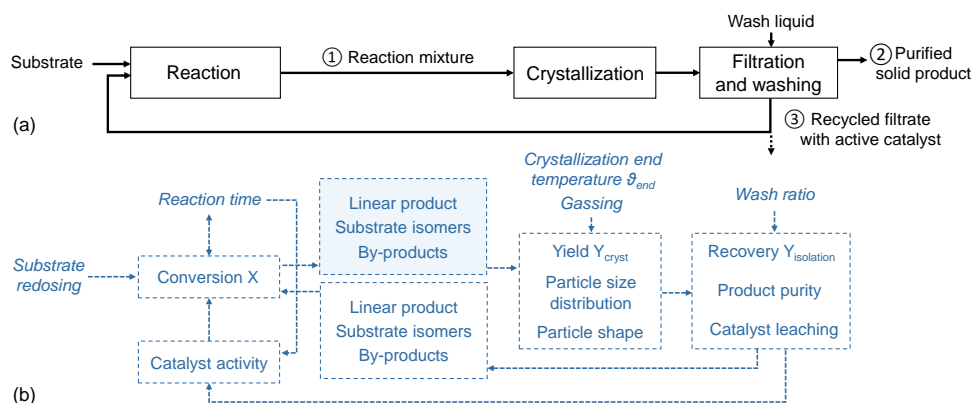 Wash liquid
Substrate
Reaction
① Reaction mixture
Crystallization
Filtration
and washing
② Purified
solid product
③ Recycled filtrate
with active catalyst
(a)
Crystallization end
temperature ϑend
Gassing
Reaction time
Wash ratio
Linear product
Substrate isomers
By-products
Substrate
redosing
Conversion X
Yield Ycryst
Particle size
distribution
Particle shape
Recovery Yisolation
Product purity
Catalyst leaching
Linear product
Substrate isomers
By-products
Catalyst activity
(b)